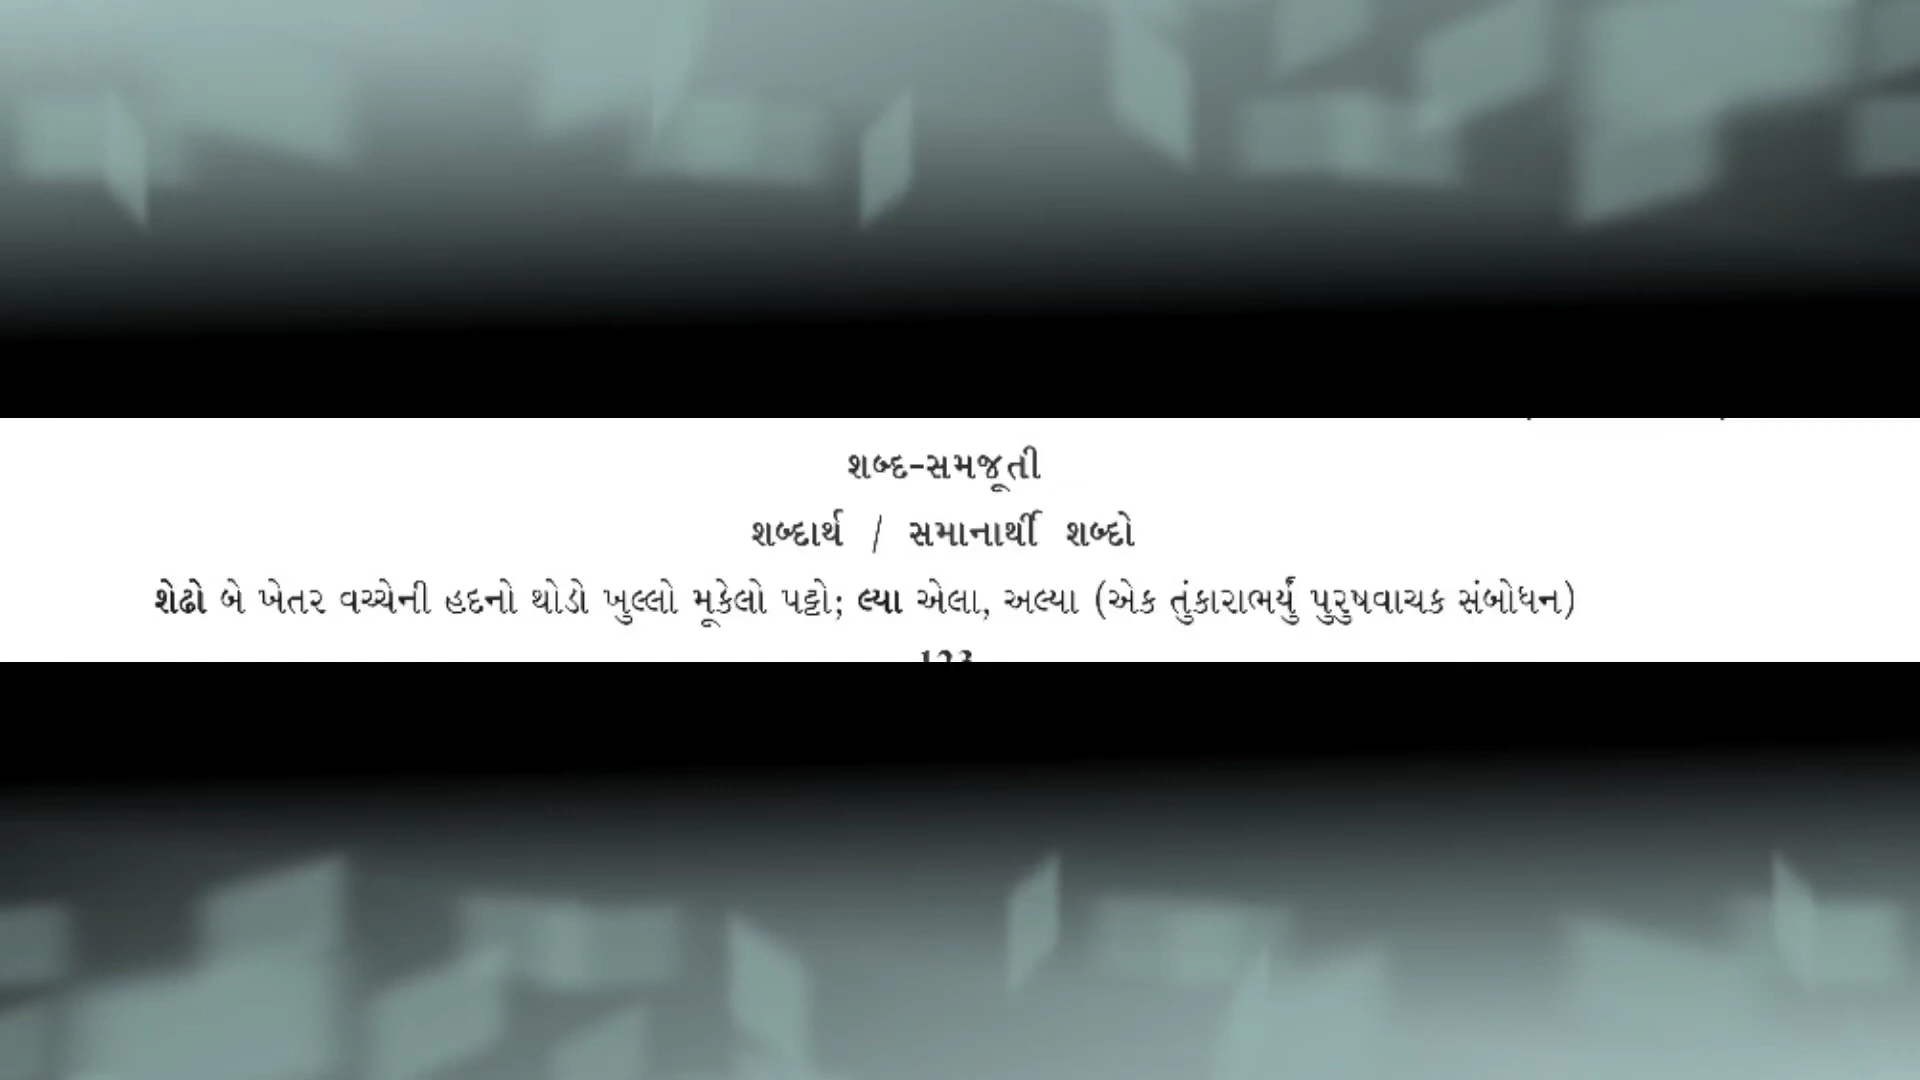 શબ્દ-સમજૂતી
શબ્દાર્થ / સમાનાર્થી શબ્દો
શેઢો બે ખેતર વચ્ચેની હદનો થોડો ખુલ્લો મૂકેલો પટ્ટો; લ્યા એલા, અલ્યા (એક તુંકારાભર્યું પુરુષવાચક સંબોધન)